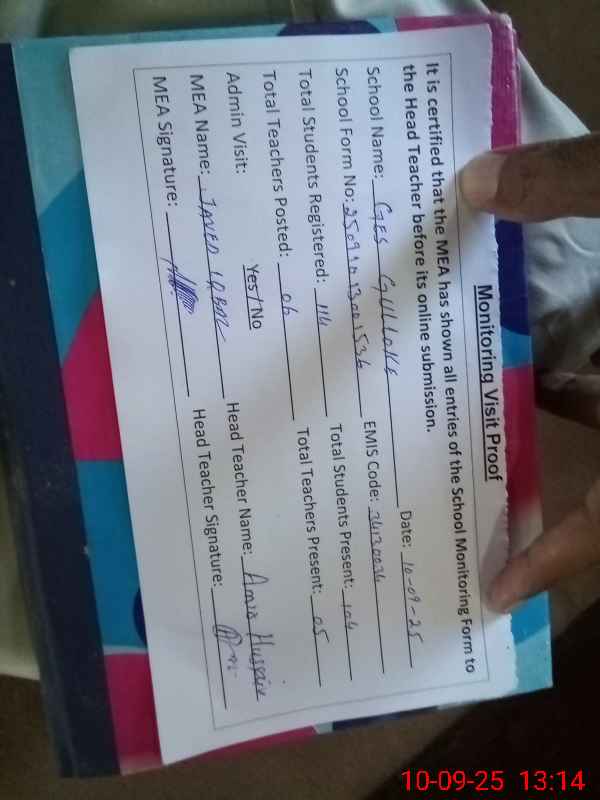 Monitoring Visit Proof
It is certified that the MEA has shown all entries of the School Monitoring Form to
the Head Teacher before its online submission.
Date: 10-09-25
School Name: GES GULLAKE
School Form No: EMIS Code: 34130034
Total Students Registered: 114 Total Students Present: 104
Total Teachers Posted: 06 Total Teachers Present: 05
Admin Visit: Yes / No
MEA Name: JAVED IQBAL Head Teacher Name: Amir Hussain
MEA Signature: Head Teacher Signature:
10-09-25 13:14